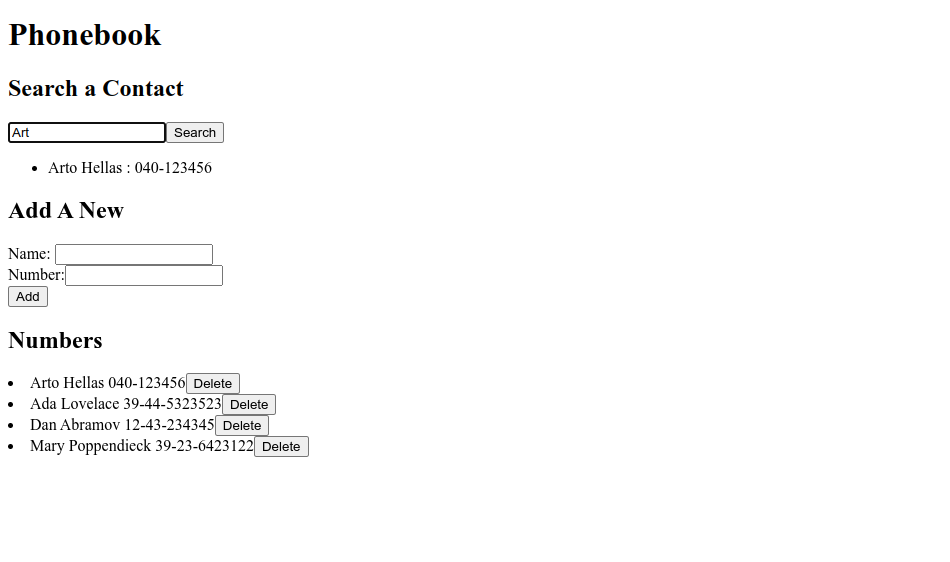 Phonebook
Search a Contact
Art Search
Arto Hellas : 040-123456
Add A New
Name:
Number:
Add
Numbers
Arto Hellas 040-123456 Delete
Ada Lovelace 39-44-5323523 Delete
Dan Abramov 12-43-234345 Delete
Mary Poppendieck 39-23-6423122 Delete